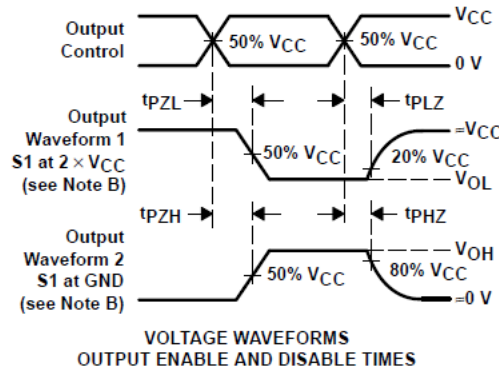 Output
Control
50% VCC
50% VCC
VCC
0 V
tPZL
tPLZ
Output
Waveform 1
S1 at 2 × VCC
(see Note B)
50% VCC
20% VCC
≈VCC
VOL
tPZH
tPHZ
Output
Waveform 2
S1 at GND
(see Note B)
50% VCC
80% VCC
VOH
≈0 V
VOLTAGE WAVEFORMS
OUTPUT ENABLE AND DISABLE TIMES